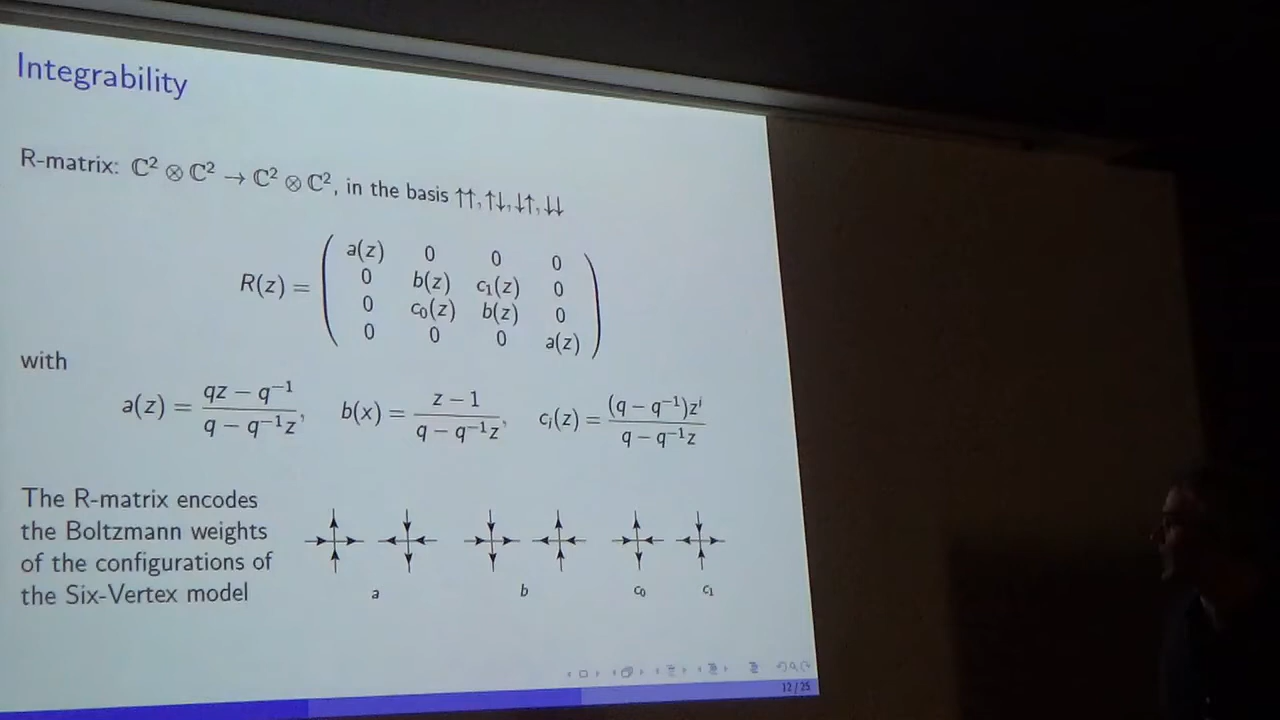 Integrability
R-matrix: ℂ² ⊗ ℂ² → ℂ² ⊗ ℂ², in the basis ↑↑, ↑↓, ↓↑, ↓↓
R(z) = ( a(z) 0 0 0
0 b(z) c₁(z) 0
0 c₀(z) b(z) 0
0 0 0 a(z) )
with
a(z) = (qz − q⁻¹)/(q − q⁻¹z), b(x) = (z − 1)/(q − q⁻¹z), cᵢ(z) = ((q − q⁻¹)zⁱ)/(q − q⁻¹z)
The R-matrix encodes
the Boltzmann weights
of the configurations of
the Six-Vertex model
a b c₀ c₁
12 / 25